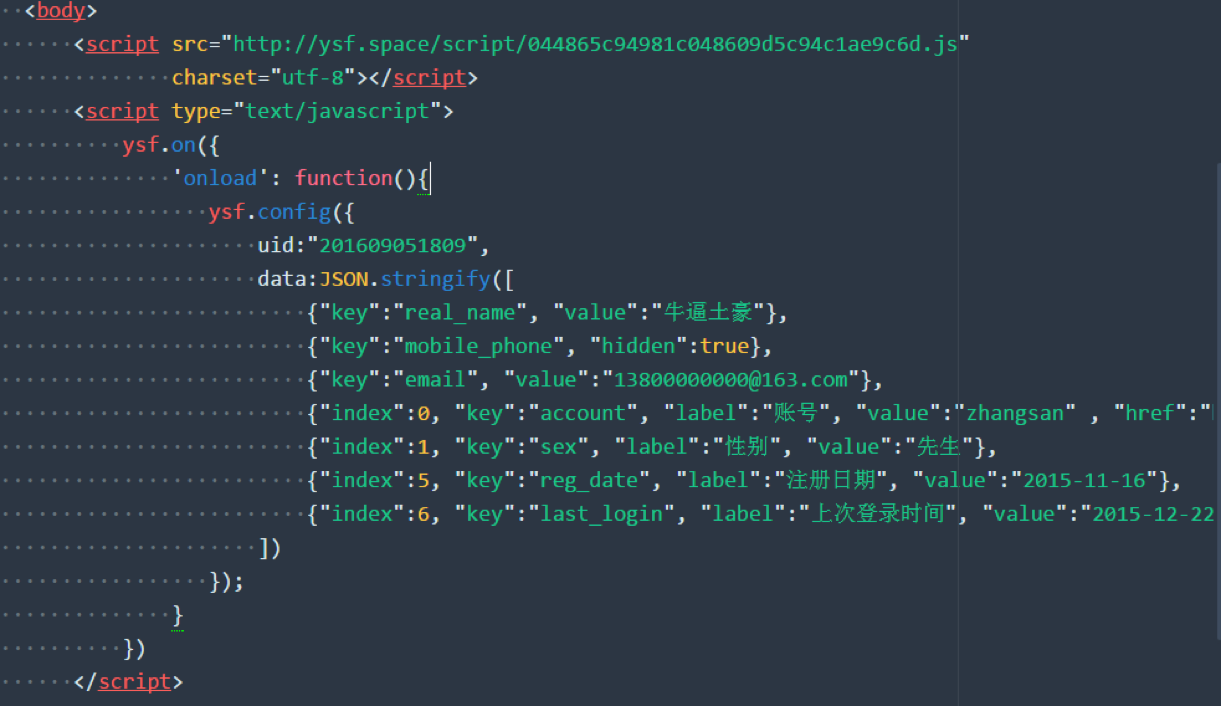 <body>
<script src="http://ysf.space/script/044865c94981c048609d5c94c1ae9c6d.js"
charset="utf-8"></script>
<script type="text/javascript">
ysf.on({
'onload': function(){
ysf.config({
uid:"201609051809",
data:JSON.stringify([
{"key":"real_name", "value":"牛逼土豪"},
{"key":"mobile_phone", "hidden":true},
{"key":"email", "value":"13800000000@163.com"},
{"index":0, "key":"account", "label":"账号", "value":"zhangsan" , "href":"
{"index":1, "key":"sex", "label":"性别", "value":"先生"},
{"index":5, "key":"reg_date", "label":"注册日期", "value":"2015-11-16"},
{"index":6, "key":"last_login", "label":"上次登录时间", "value":"2015-12-22
])
});
}
})
</script>